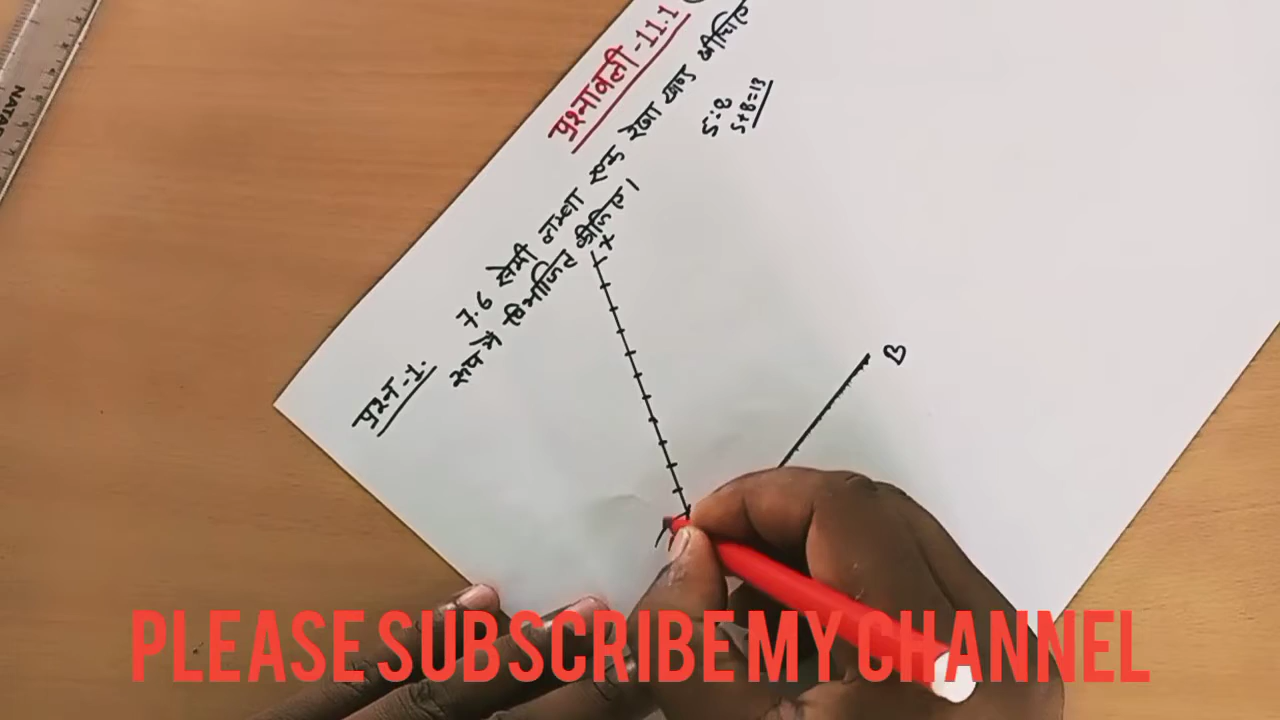 प्रश्नावली -11.1
प्रश्न -1. 7.6 सेमी लम्बा एक रेखा खण्ड खींचिए
रूप में विभाजित कीजिए।
5:8
5+8=13
X
B
A
NATA
PLEASE SUBSCRIBE MY CHANNEL